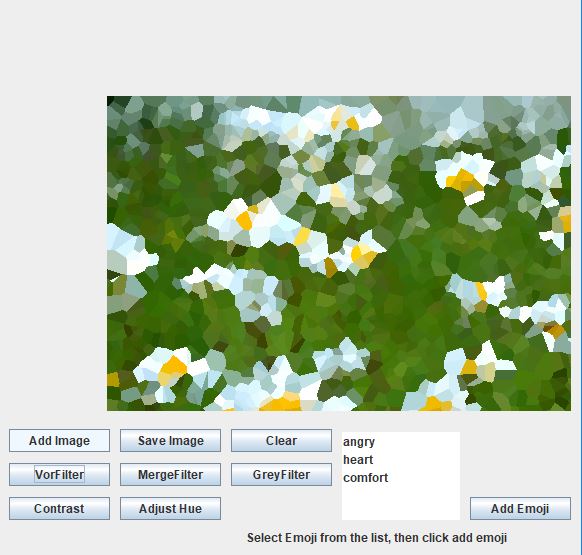 Add Image Save Image Clear
angry
heart
VorFilter MergeFilter GreyFilter
comfort
Contrast Adjust Hue Add Emoji
Select Emoji from the list, then click add emoji